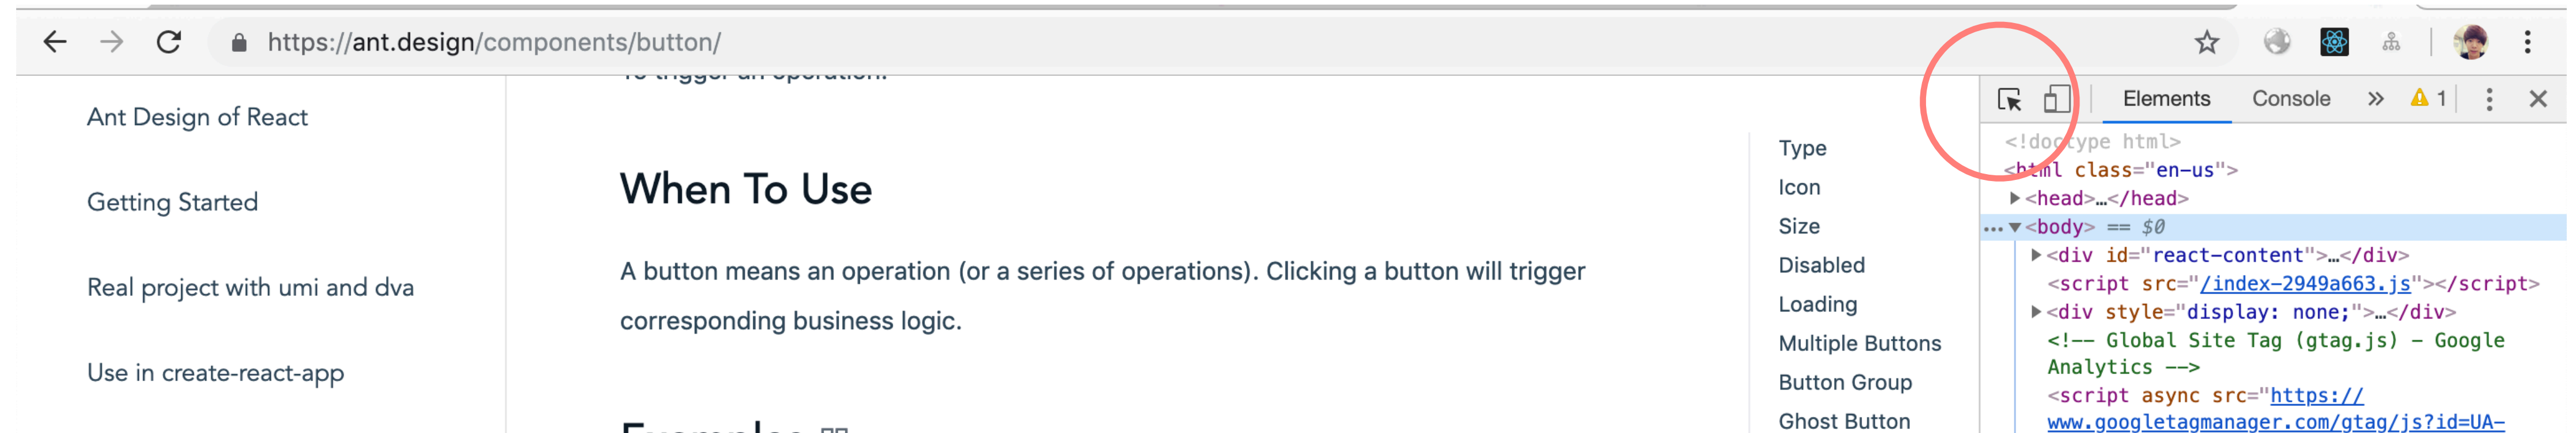 https://ant.design/components/button/
To trigger an operation.
Ant Design of React
Getting Started
Real project with umi and dva
Use in create-react-app
When To Use
A button means an operation (or a series of operations). Clicking a button will trigger
corresponding business logic.
Examples
Type
Icon
Size
Disabled
Loading
Multiple Buttons
Button Group
Ghost Button
Elements Console » 1
<!doctype html>
<html class="en-us">
<head>…</head>
<body> == $0
<div id="react-content">…</div>
<script src="/index-2949a663.js"></script>
<div style="display: none;">…</div>
<!-- Global Site Tag (gtag.js) - Google
Analytics -->
<script async src="https://
www.googletagmanager.com/gtag/js?id=UA-